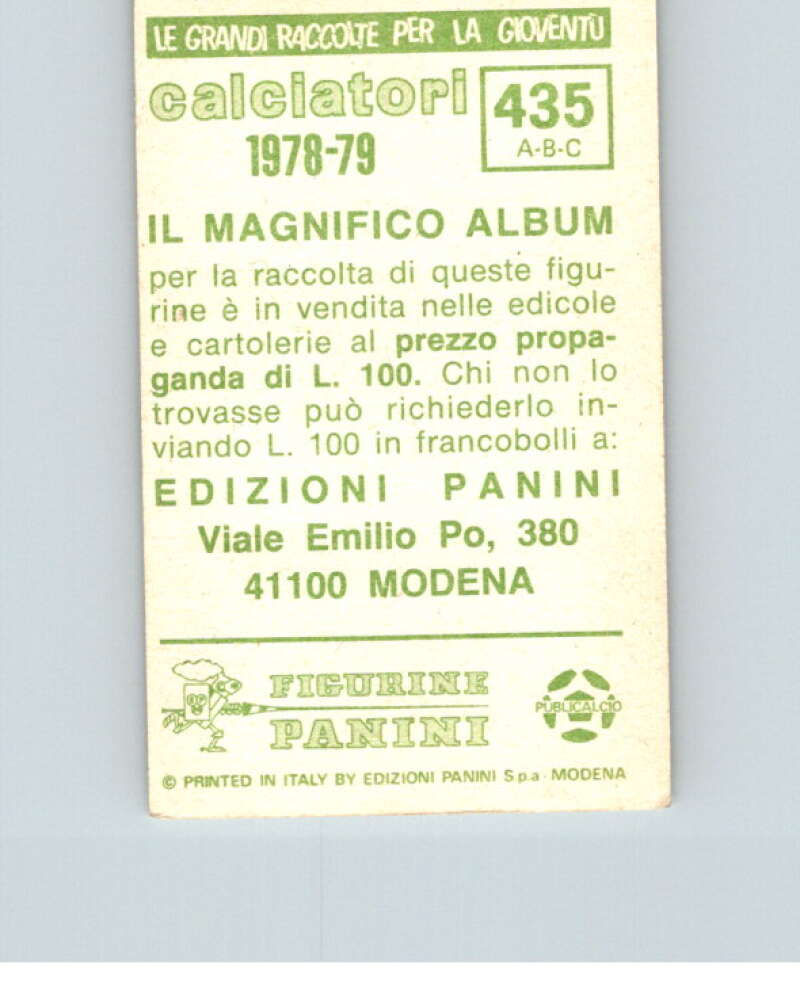 LE GRANDI RACCOLTE PER LA GIOVENTÙ
calciatori
1978-79
435
A-B-C
IL MAGNIFICO ALBUM
per la raccolta di queste figu-
rine è in vendita nelle edicole
e cartolerie al prezzo propa-
ganda di L. 100. Chi non lo
trovasse può richiederlo in-
viando L. 100 in francobolli a:
EDIZIONI PANINI
Viale Emilio Po, 380
41100 MODENA
FIGURINE
PANINI
PUBLICALCIO
© PRINTED IN ITALY BY EDIZIONI PANINI S.p.a - MODENA